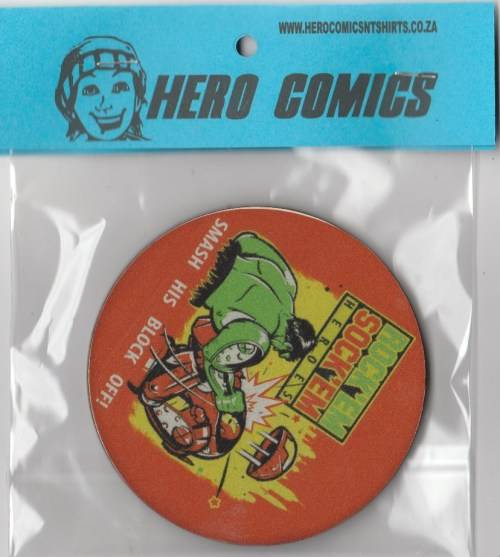 WWW.HEROCOMICSNTSHIRTS.CO.ZA
HERO COMICS
ROCK 'EM
SOCK 'EM
HEROES
SMASH HIS BLOCK OFF!